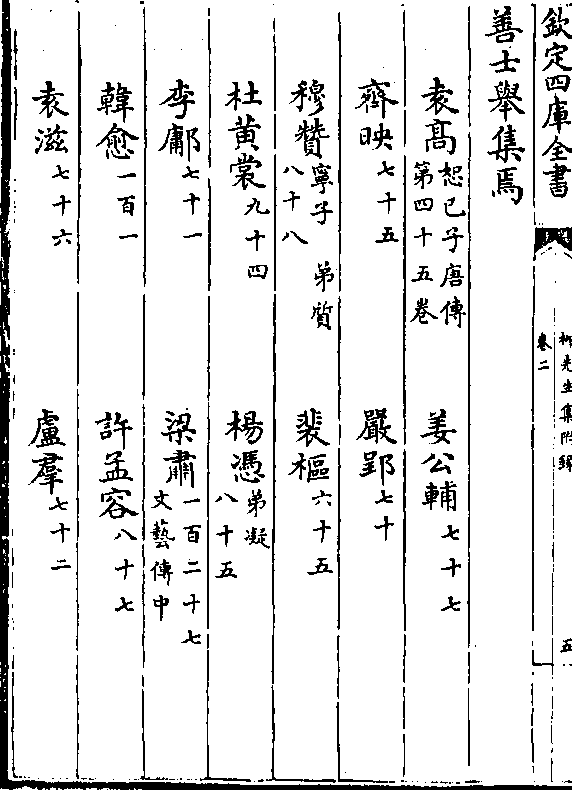 欽定四庫全書
柳先生集附錄
卷二
五
善士舉集焉
袁髙恕已子唐傳第四十五卷 姜公輔七十七
齊映七十五 嚴郢七十
穆贊寧子 弟質八十八 裴樞六十五
杜黃裳九十四 楊憑弟凝八十五
李鄘七十一 梁肅一百二十七文藝傳中
韓愈一百一 許孟容八十七
袁滋七十六 盧羣七十二